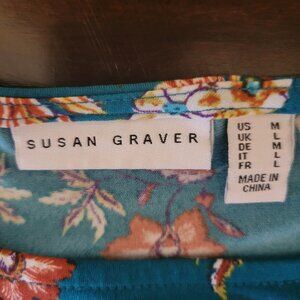 SUSAN GRAVER
US M
UK L
DE M
IT L
FR L
MADE IN
CHINA